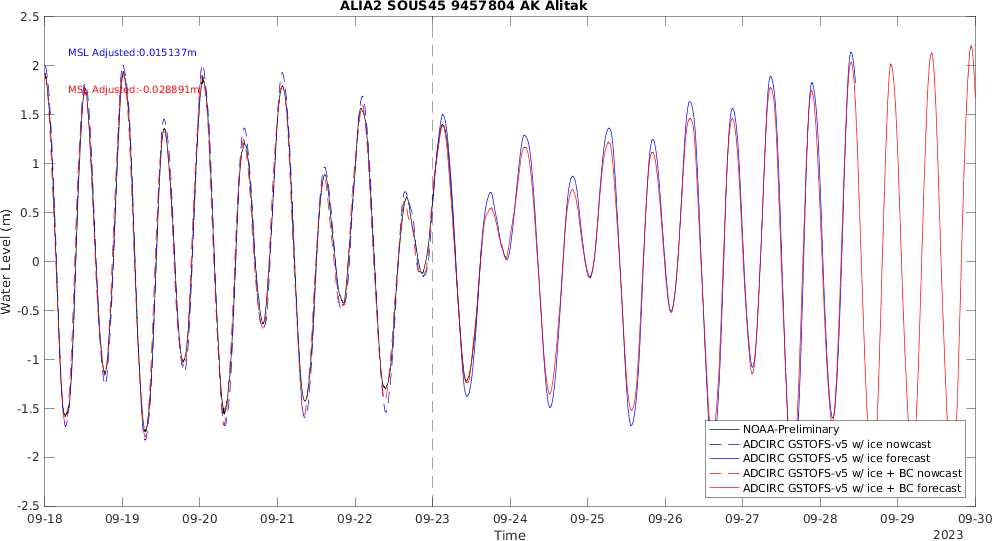 ALIA2 SOUS45 9457804 AK Alitak
2.5
2
1.5
1
0.5
0
-0.5
-1
-1.5
-2
-2.5
Water Level (m)
MSL Adjusted:0.015137m
MSL Adjusted:-0.028891m
NOAA-Preliminary
ADCIRC GSTOFS-v5 w/ ice nowcast
ADCIRC GSTOFS-v5 w/ ice forecast
ADCIRC GSTOFS-v5 w/ ice + BC nowcast
ADCIRC GSTOFS-v5 w/ ice + BC forecast
09-18 09-19 09-20 09-21 09-22 09-23 09-24 09-25 09-26 09-27 09-28 09-29 09-30
Time
2023